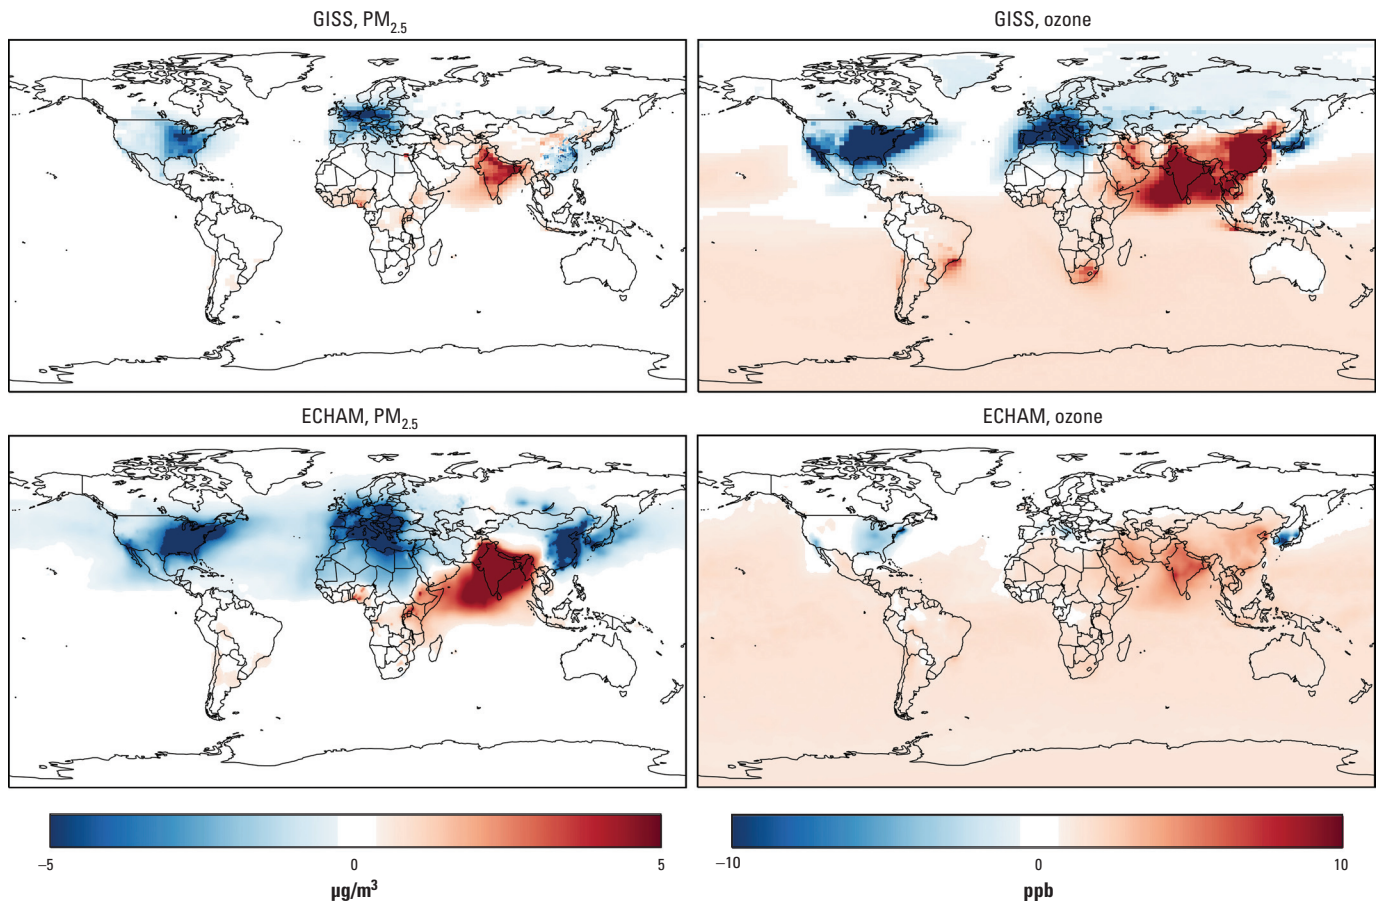 GISS, PM2.5
GISS, ozone
ECHAM, PM2.5
ECHAM, ozone
−5 0 5
µg/m³
−10 0 10
ppb